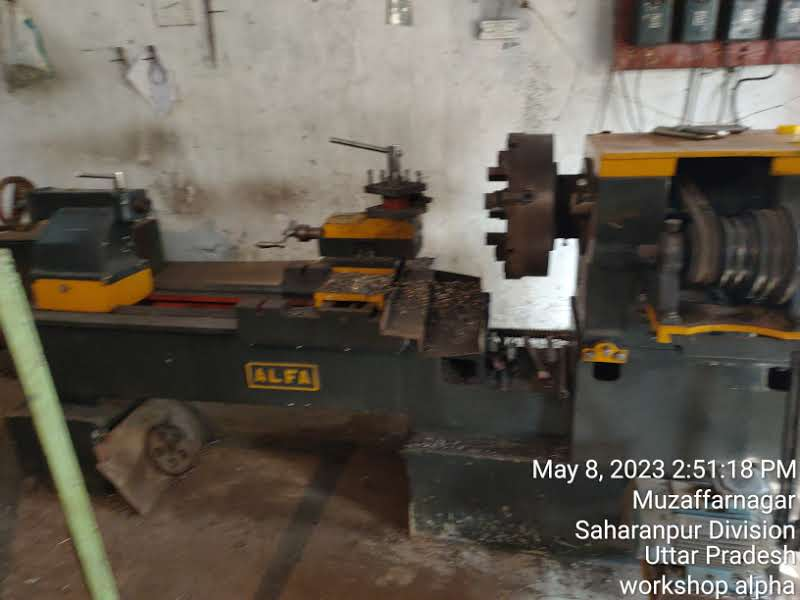 ALFA
May 8, 2023 2:51:18 PM
Muzaffarnagar
Saharanpur Division
Uttar Pradesh
workshop alpha